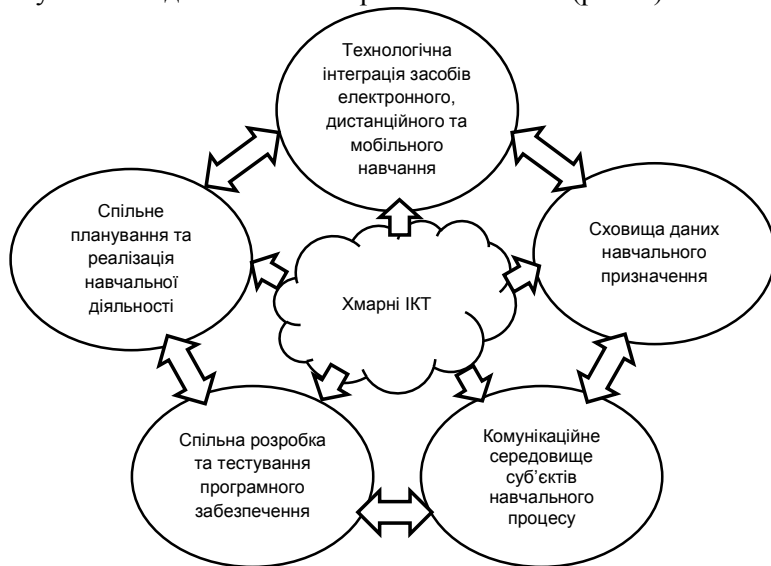 Технологічна
інтеграція засобів
електронного,
дистанційного та
мобільного
навчання
Спільне
планування та
реалізація
навчальної
діяльності
Сховища даних
навчального
призначення
Хмарні ІКТ
Спільна розробка
та тестування
програмного
забезпечення
Комунікаційне
середовище
суб’єктів
навчального
процесу